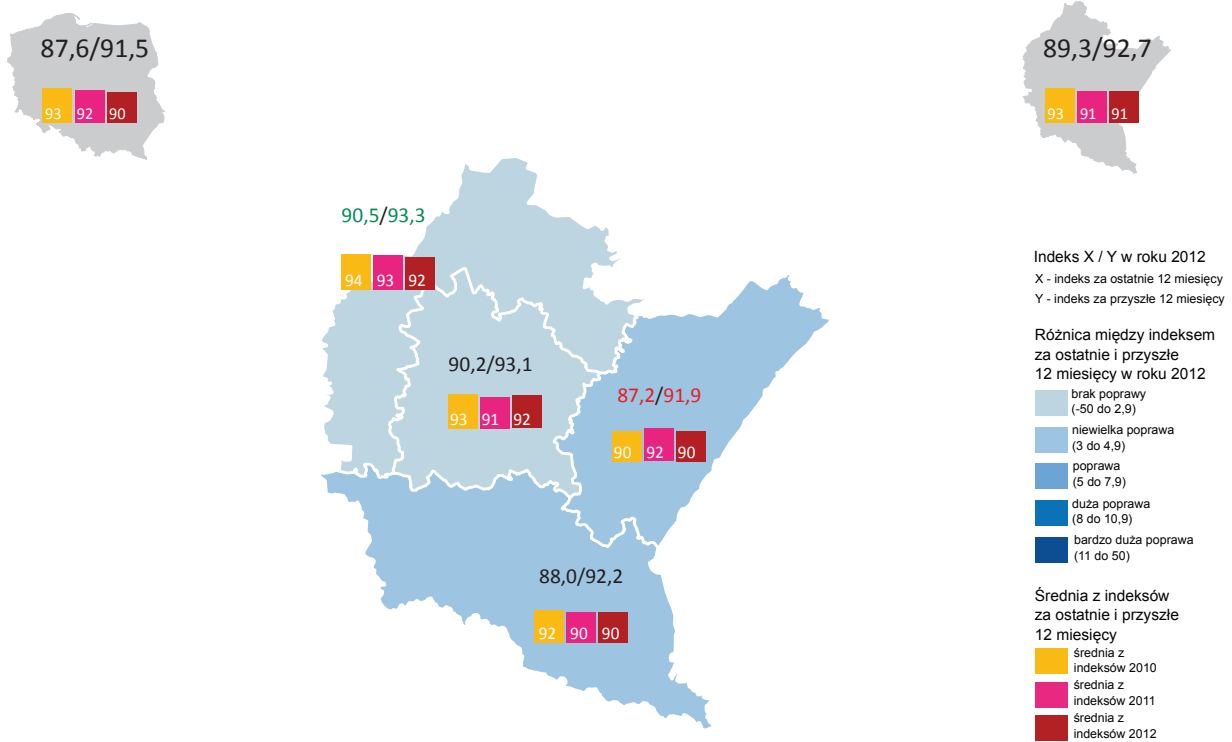 87,6/91,5
93 92 90
89,3/92,7
93 91 91
90,5/93,3
94 93 92
90,2/93,1
93 91 92
87,2/91,9
90 92 90
88,0/92,2
92 90 90
Indeks X / Y w roku 2012
X - indeks za ostatnie 12 miesięcy
Y - indeks za przyszłe 12 miesięcy
Różnica między indeksem
za ostatnie i przyszłe
12 miesięcy w roku 2012
brak poprawy
(-50 do 2,9)
niewielka poprawa
(3 do 4,9)
poprawa
(5 do 7,9)
duża poprawa
(8 do 10,9)
bardzo duża poprawa
(11 do 50)
Średnia z indeksów
za ostatnie i przyszłe
12 miesięcy
średnia z
indeksów 2010
średnia z
indeksów 2011
średnia z
indeksów 2012